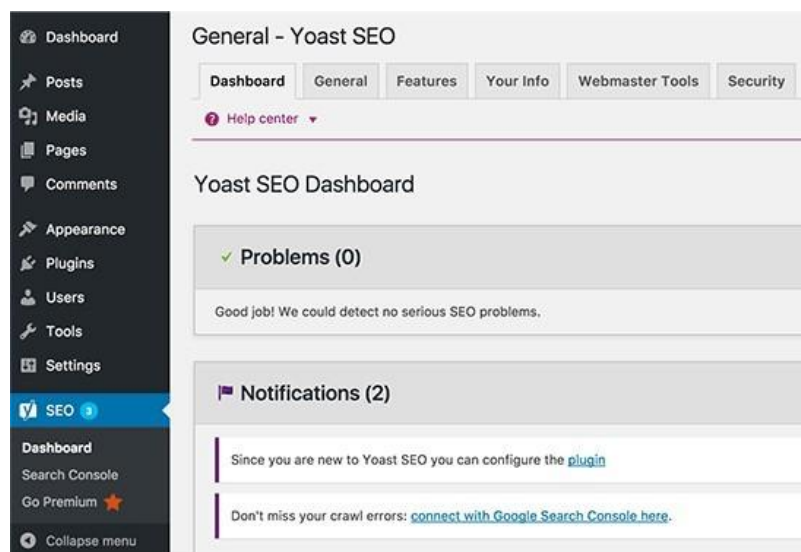 Dashboard
Posts
Media
Pages
Comments
Appearance
Plugins
Users
Tools
Settings
SEO 3
Dashboard
Search Console
Go Premium
Collapse menu
General - Yoast SEO
Dashboard General Features Your Info Webmaster Tools Security
Help center
Yoast SEO Dashboard
Problems (0)
Good job! We could detect no serious SEO problems.
Notifications (2)
Since you are new to Yoast SEO you can configure the plugin
Don't miss your crawl errors: connect with Google Search Console here.